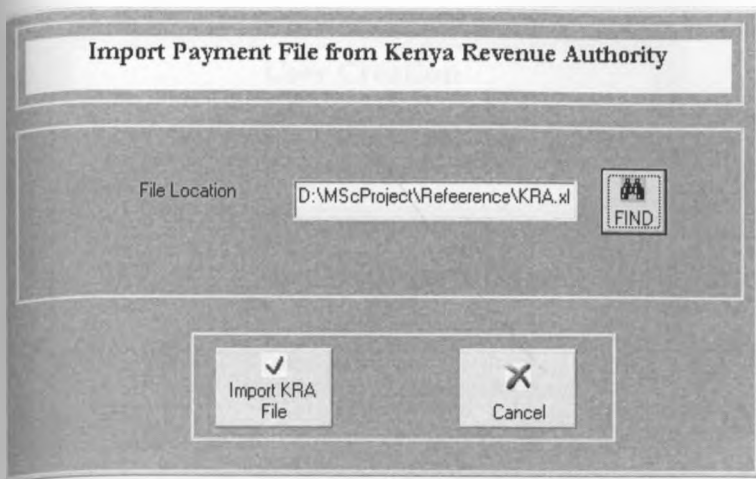 Import Payment File from Kenya Revenue Authority
File Location
D:\MScProject\Refeerence\KRA.xl
FIND
Import KRA
File
Cancel